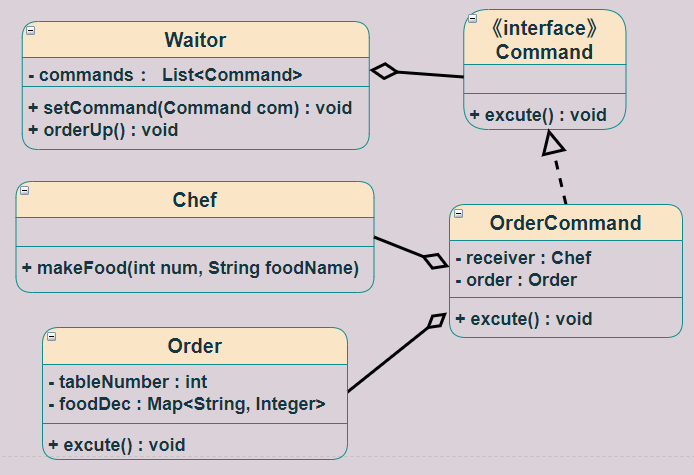 Waitor
- commands： List<Command>
+ setCommand(Command com) : void
+ orderUp() : void
《interface》
Command
+ excute() : void
Chef
+ makeFood(int num, String foodName)
OrderCommand
- receiver : Chef
- order : Order
+ excute() : void
Order
- tableNumber : int
- foodDec : Map<String, Integer>
+ excute() : void